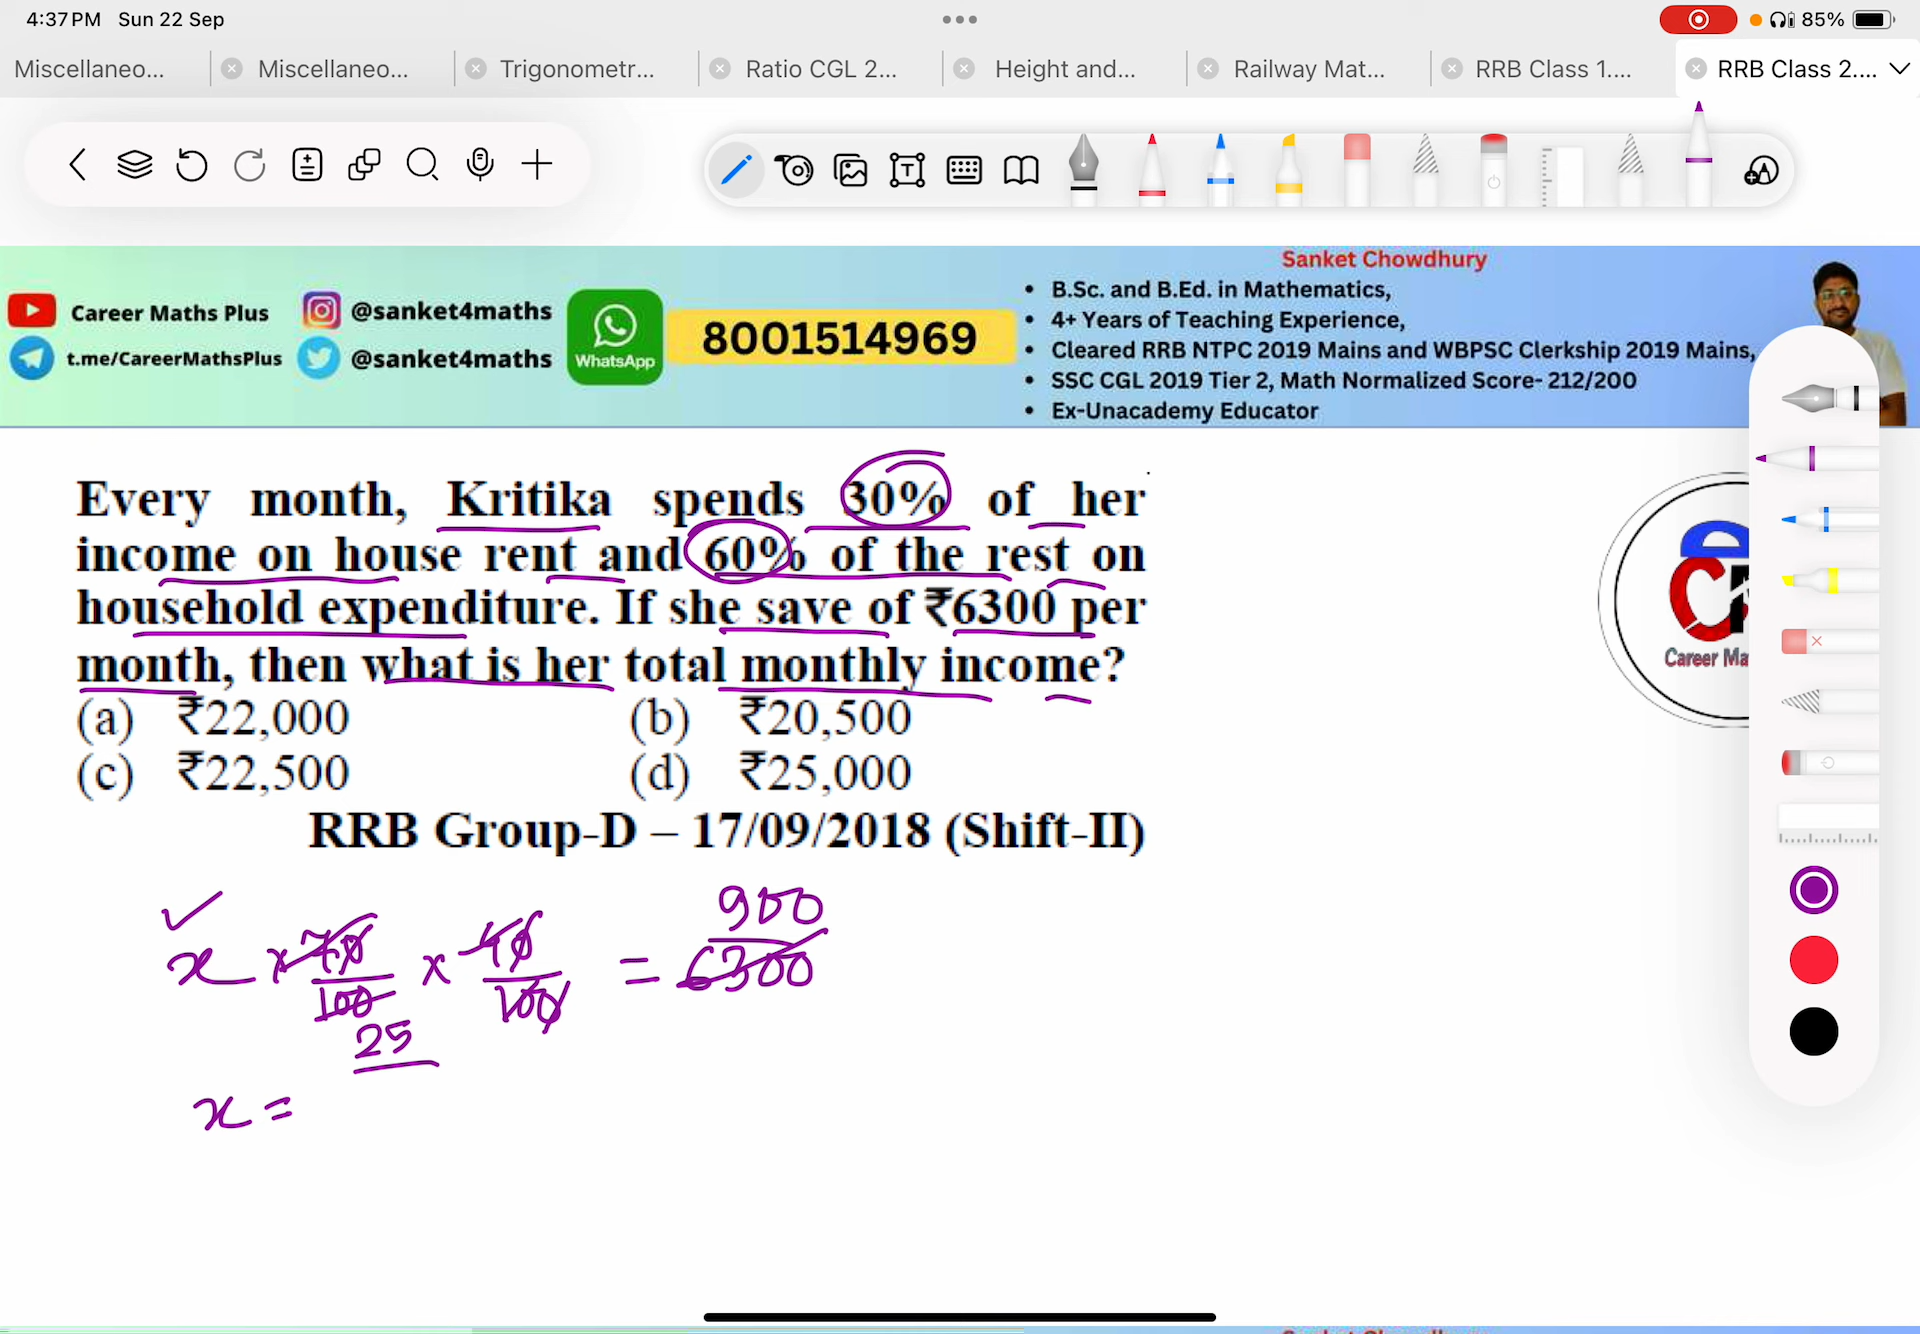 4:37 PM Sun 22 Sep
85%
Miscellaneo... Miscellaneo... Trigonometr... Ratio CGL 2... Height and... Railway Mat... RRB Class 1.... RRB Class 2....
Sanket Chowdhury
Career Maths Plus @sanket4maths
t.me/CareerMathsPlus @sanket4maths
WhatsApp
8001514969
• B.Sc. and B.Ed. in Mathematics,
• 4+ Years of Teaching Experience,
• Cleared RRB NTPC 2019 Mains and WBPSC Clerkship 2019 Mains,
• SSC CGL 2019 Tier 2, Math Normalized Score- 212/200
• Ex-Unacademy Educator
Every month, Kritika spends 30% of her
income on house rent and 60% of the rest on
household expenditure. If she save of ₹6300 per
month, then what is her total monthly income?
(a) ₹22,000 (b) ₹20,500
(c) ₹22,500 (d) ₹25,000
RRB Group-D – 17/09/2018 (Shift-II)
Career Ma
900
x × 70/100 × 40/100 = 6300
25
x =